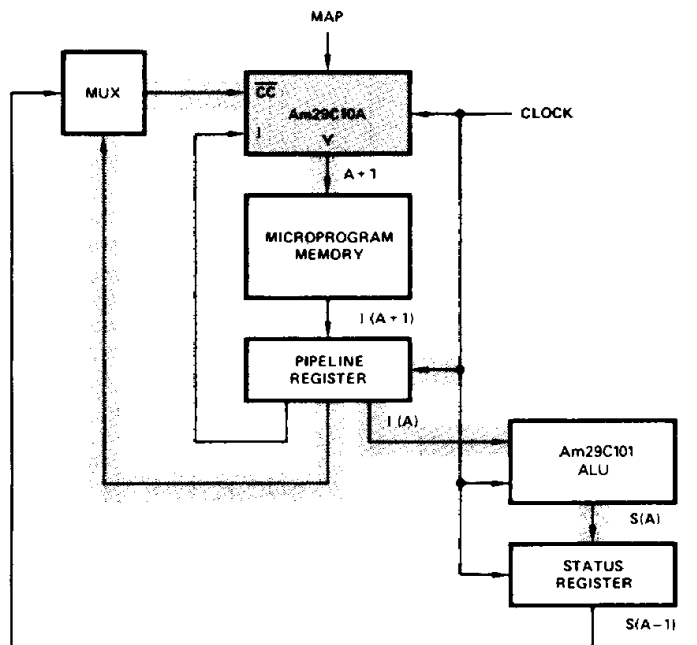 MAP
MUX
CC
Am29C10A
I
Y
CLOCK
A + 1
MICROPROGRAM
MEMORY
I (A + 1)
PIPELINE
REGISTER
I (A)
Am29C101
ALU
S(A)
STATUS
REGISTER
S(A−1)